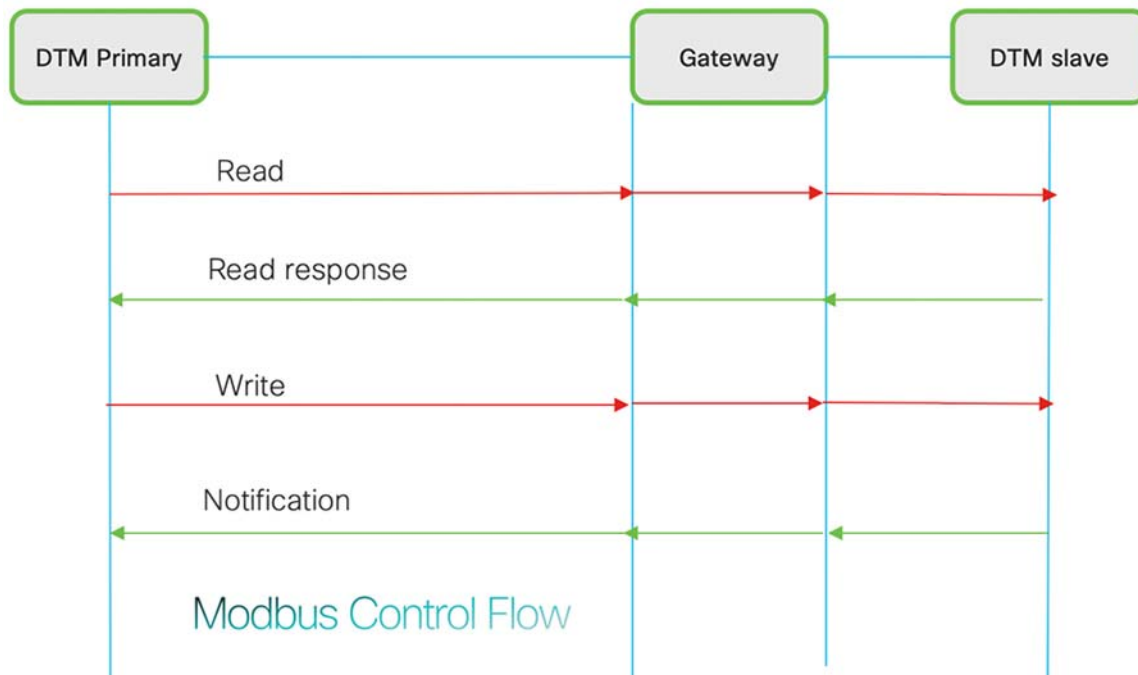 DTM Primary
Gateway
DTM slave
Read
Read response
Write
Notification
Modbus Control Flow